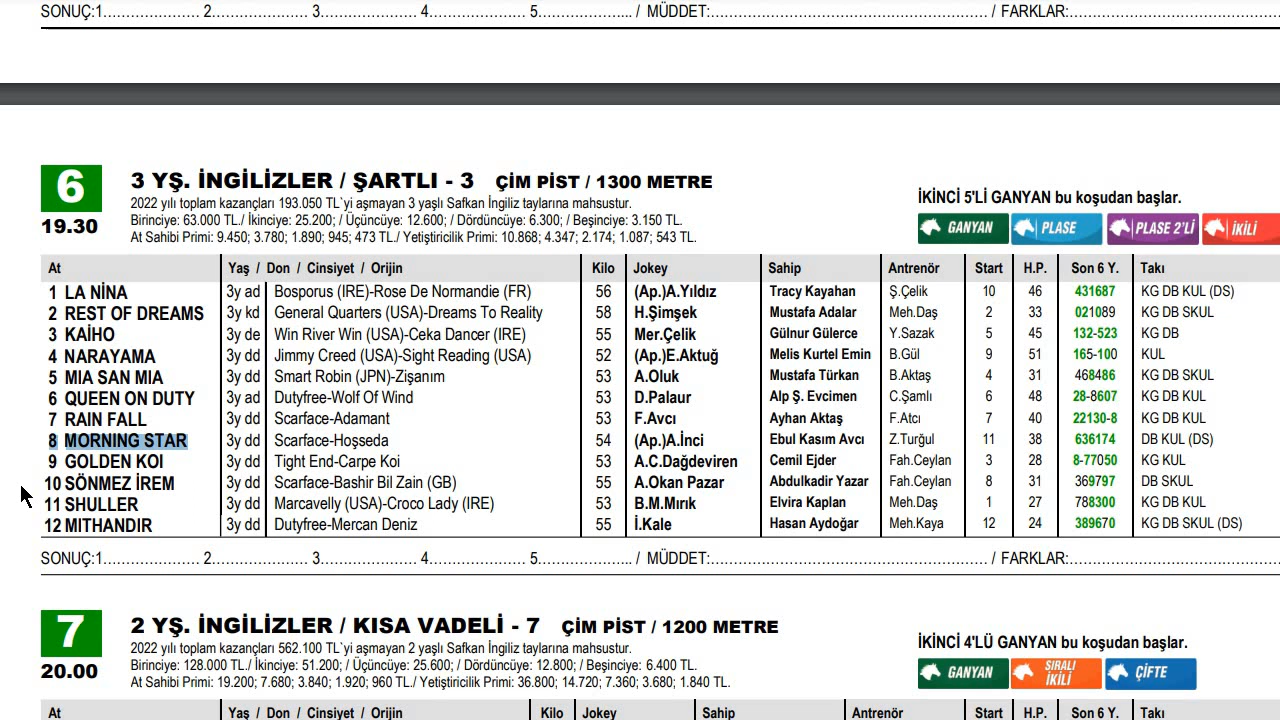 SONUÇ:1........................ 2........................ 3........................ 4........................ 5....................... / MÜDDET:................................................................... / FARKLAR:...................................................
6 3 YŞ. İNGİLİZLER / ŞARTLI - 3 ÇİM PİST / 1300 METRE
19.30 2022 yılı toplam kazançları 193.050 TL`yi aşmayan 3 yaşlı Safkan İngiliz taylarına mahsustur.
Birinciye: 63.000 TL./ İkinciye: 25.200; / Üçüncüye: 12.600; / Dördüncüye: 6.300; / Beşinciye: 3.150 TL.
At Sahibi Primi: 9.450; 3.780; 1.890; 945; 473 TL./ Yetiştiricilik Primi: 10.868; 4.347; 2.174; 1.087; 543 TL.
İKİNCİ 5'Lİ GANYAN bu koşudan başlar.
GANYAN PLASE PLASE 2'Lİ İKİLİ
At Yaş / Don / Cinsiyet / Orijin Kilo Jokey Sahip Antrenör Start H.P. Son 6 Y. Takı
1 LA NİNA 3y ad Bosporus (IRE)-Rose De Normandie (FR) 56 (Ap.)A.Yıldız Tracy Kayahan Ş.Çelik 10 46 431687 KG DB KUL (DS)
2 REST OF DREAMS 3y kd General Quarters (USA)-Dreams To Reality 58 H.Şimşek Mustafa Adalar Meh.Daş 2 33 021089 KG DB SKUL
3 KAİHO 3y de Win River Win (USA)-Ceka Dancer (IRE) 55 Mer.Çelik Gülnur Gülerce Y.Sazak 5 45 132-523 KG DB
4 NARAYAMA 3y dd Jimmy Creed (USA)-Sight Reading (USA) 52 (Ap.)E.Aktuğ Melis Kurtel Emin B.Gül 9 51 165-100 KUL
5 MIA SAN MIA 3y dd Smart Robin (JPN)-Zişanım 53 A.Oluk Mustafa Türkan B.Aktaş 4 31 468486 KG DB SKUL
6 QUEEN ON DUTY 3y ad Dutyfree-Wolf Of Wind 53 D.Palaur Alp Ş. Evcimen C.Şamlı 6 48 28-8607 KG DB KUL
7 RAIN FALL 3y dd Scarface-Adamant 53 F.Avcı Ayhan Aktaş F.Atcı 7 40 22130-8 KG DB KUL
8 MORNING STAR 3y dd Scarface-Hoşseda 54 (Ap.)A.İnci Ebul Kasım Avcı Z.Turğul 11 38 636174 DB KUL (DS)
9 GOLDEN KOI 3y dd Tight End-Carpe Koi 53 A.C.Dağdeviren Cemil Ejder Fah.Ceylan 3 28 8-77050 KG KUL
10 SÖNMEZ İREM 3y dd Scarface-Bashir Bil Zain (GB) 55 A.Okan Pazar Abdulkadir Yazar Fah.Ceylan 8 31 369797 DB SKUL
11 SHULLER 3y dd Marcavelly (USA)-Croco Lady (IRE) 53 B.M.Mırık Elvira Kaplan Meh.Daş 1 27 788300 KG DB KUL
12 MITHANDIR 3y dd Dutyfree-Mercan Deniz 55 İ.Kale Hasan Aydoğar Meh.Kaya 12 24 389670 KG DB SKUL (DS)
SONUÇ:1........................ 2........................ 3........................ 4........................ 5....................... / MÜDDET:................................................................... / FARKLAR:...................................................
7 2 YŞ. İNGİLİZLER / KISA VADELİ - 7 ÇİM PİST / 1200 METRE
20.00 2022 yılı toplam kazançları 562.100 TL`yi aşmayan 2 yaşlı Safkan İngiliz taylarına mahsustur.
Birinciye: 128.000 TL./ İkinciye: 51.200; / Üçüncüye: 25.600; / Dördüncüye: 12.800; / Beşinciye: 6.400 TL.
At Sahibi Primi: 19.200; 7.680; 3.840; 1.920; 960 TL./ Yetiştiricilik Primi: 36.800; 14.720; 7.360; 3.680; 1.840 TL.
İKİNCİ 4'LÜ GANYAN bu koşudan başlar.
GANYAN SIRALI İKİLİ ÇİFTE
At Yaş / Don / Cinsiyet / Orijin Kilo Jokey Sahip Antrenör Start H.P. Son 6 Y. Takı